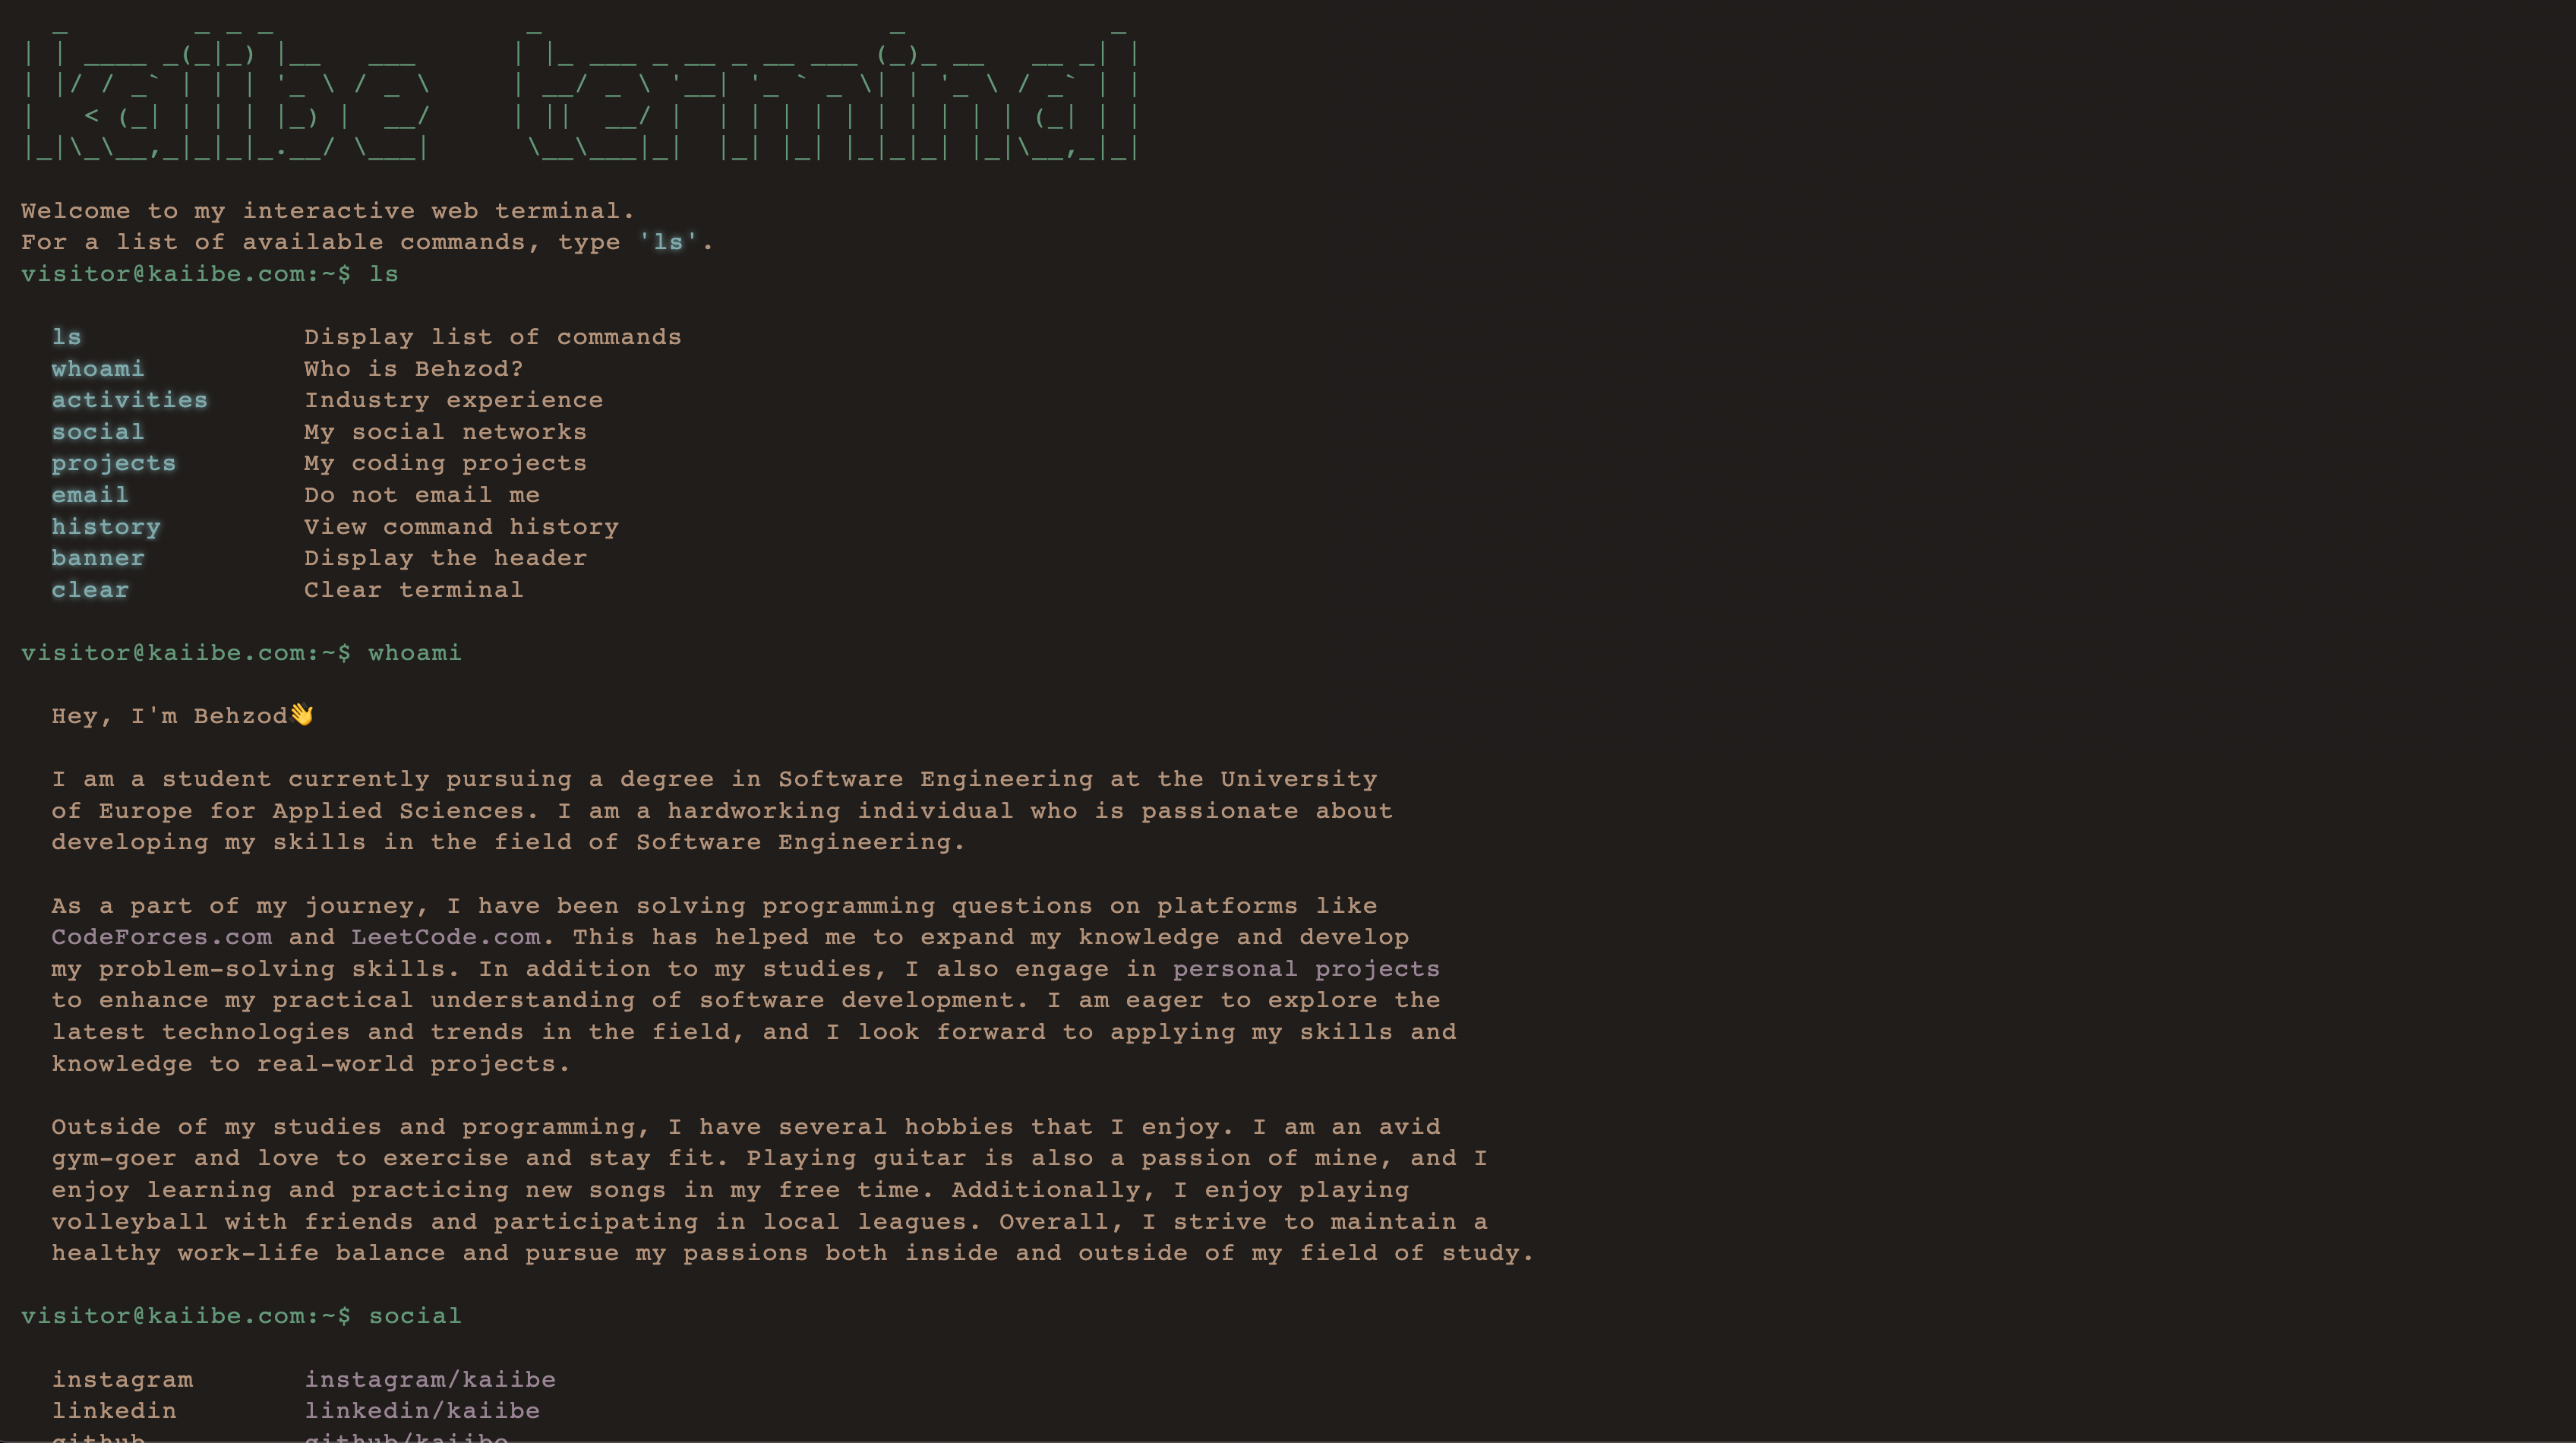 kaiibe terminal
Welcome to my interactive web terminal.
For a list of available commands, type 'ls'.
visitor@kaiibe.com:~$ ls
ls Display list of commands
whoami Who is Behzod?
activities Industry experience
social My social networks
projects My coding projects
email Do not email me
history View command history
banner Display the header
clear Clear terminal
visitor@kaiibe.com:~$ whoami
Hey, I'm Behzod👋
I am a student currently pursuing a degree in Software Engineering at the University
of Europe for Applied Sciences. I am a hardworking individual who is passionate about
developing my skills in the field of Software Engineering.
As a part of my journey, I have been solving programming questions on platforms like
CodeForces.com and LeetCode.com. This has helped me to expand my knowledge and develop
my problem-solving skills. In addition to my studies, I also engage in personal projects
to enhance my practical understanding of software development. I am eager to explore the
latest technologies and trends in the field, and I look forward to applying my skills and
knowledge to real-world projects.
Outside of my studies and programming, I have several hobbies that I enjoy. I am an avid
gym-goer and love to exercise and stay fit. Playing guitar is also a passion of mine, and I
enjoy learning and practicing new songs in my free time. Additionally, I enjoy playing
volleyball with friends and participating in local leagues. Overall, I strive to maintain a
healthy work-life balance and pursue my passions both inside and outside of my field of study.
visitor@kaiibe.com:~$ social
instagram instagram/kaiibe
linkedin linkedin/kaiibe
github github/kaiibe